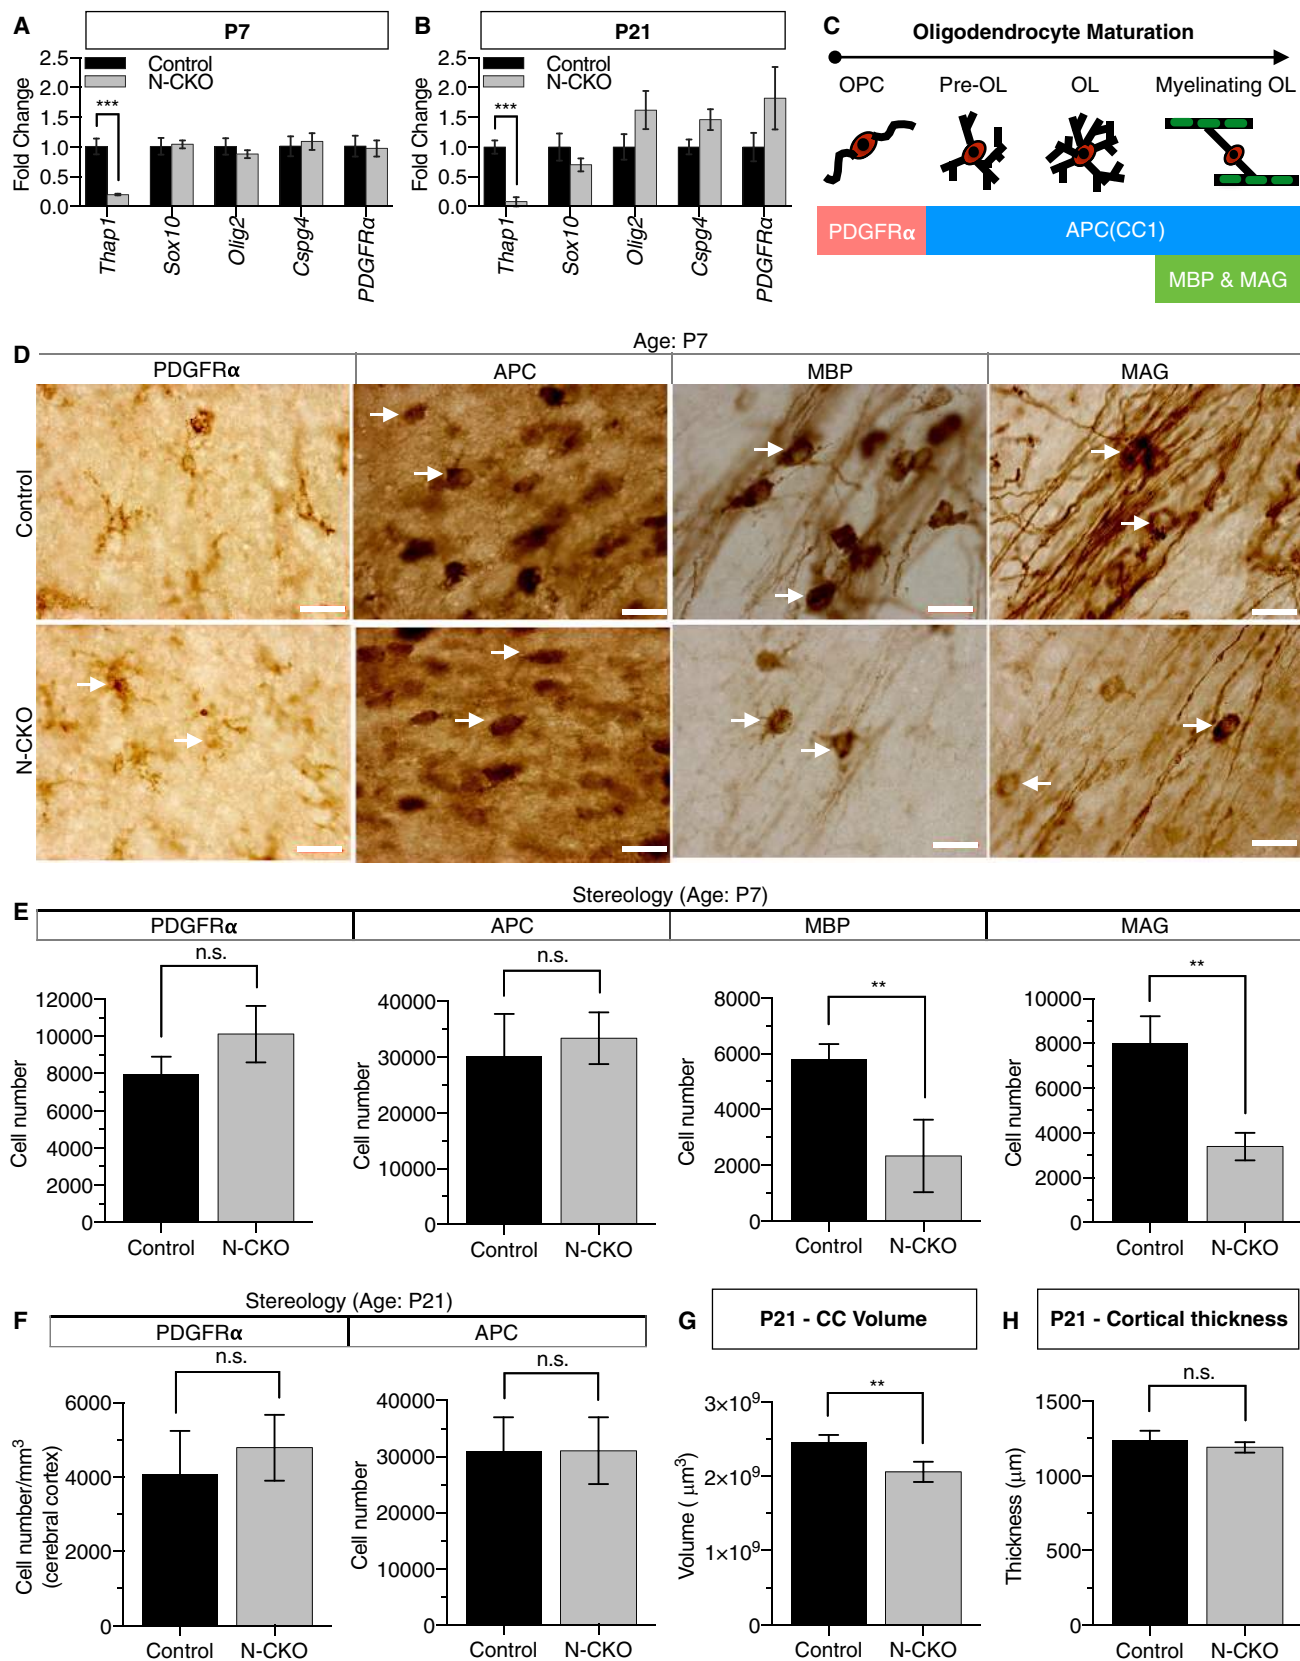 A
P7
2.5
2.0
1.5
1.0
0.5
0.0
Fold Change
Control
N-CKO
***
Thap1
Sox10
Olig2
Cspg4
PDGFRα
B
P21
2.5
2.0
1.5
1.0
0.5
0.0
Fold Change
Control
N-CKO
***
Thap1
Sox10
Olig2
Cspg4
PDGFRα
C
Oligodendrocyte Maturation
OPC
Pre-OL
OL
Myelinating OL
PDGFRα
APC(CC1)
MBP & MAG
D
Age: P7
PDGFRα
APC
MBP
MAG
Control
N-CKO
E
Stereology (Age: P7)
PDGFRα
APC
MBP
MAG
n.s.
12000
10000
8000
6000
4000
2000
0
Cell number
Control
N-CKO
n.s.
40000
30000
20000
10000
0
Cell number
Control
N-CKO
**
8000
6000
4000
2000
0
Cell number
Control
N-CKO
**
10000
8000
6000
4000
2000
0
Cell number
Control
N-CKO
F
Stereology (Age: P21)
PDGFRα
APC
n.s.
6000
4000
2000
0
Cell number/mm³
(cerebral cortex)
Control
N-CKO
n.s.
40000
30000
20000
10000
0
Cell number
Control
N-CKO
G
P21 - CC Volume
**
3×10⁹
2×10⁹
1×10⁹
0
Volume ( μm³)
Control
N-CKO
H
P21 - Cortical thickness
n.s.
1500
1000
500
0
Thickness (μm)
Control
N-CKO